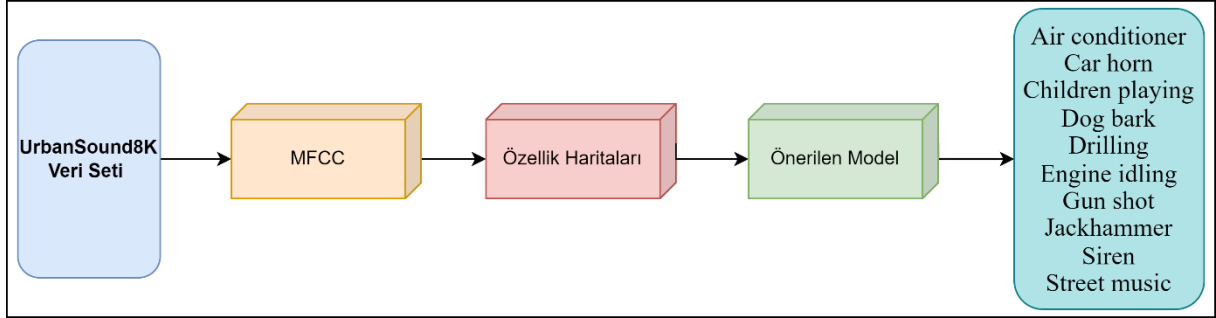 UrbanSound8K
Veri Seti
MFCC
Özellik Haritaları
Önerilen Model
Air conditioner
Car horn
Children playing
Dog bark
Drilling
Engine idling
Gun shot
Jackhammer
Siren
Street music